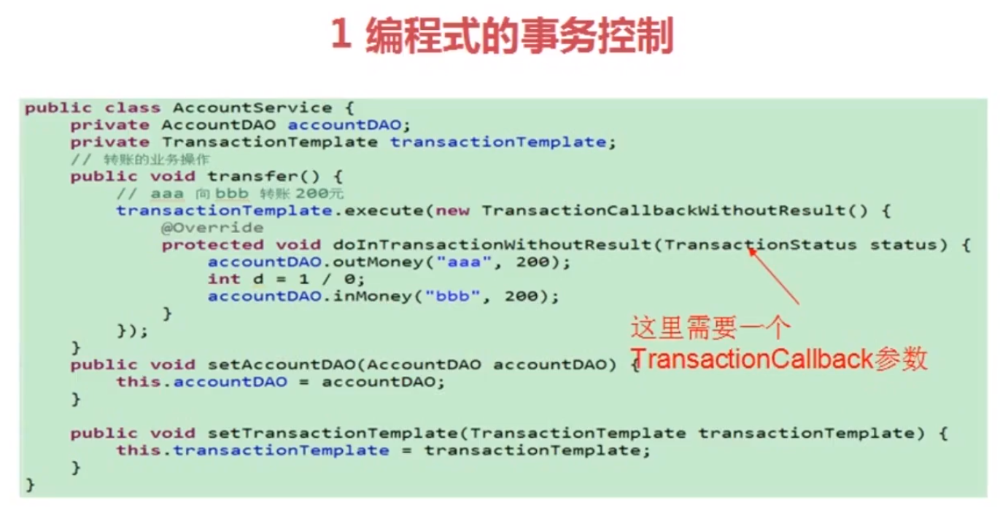 1 编程式的事务控制
public class AccountService {
    private AccountDAO accountDAO;
    private TransactionTemplate transactionTemplate;
    // 转账的业务操作
    public void transfer() {
        // aaa 向 bbb 转账 200元
        transactionTemplate.execute(new TransactionCallbackWithoutResult() {
            @Override
            protected void doInTransactionWithoutResult(TransactionStatus status) {
                accountDAO.outMoney("aaa", 200);
                int d = 1 / 0;
                accountDAO.inMoney("bbb", 200);
            }
        });
    }
    public void setAccountDAO(AccountDAO accountDAO) {
        this.accountDAO = accountDAO;
    }
    public void setTransactionTemplate(TransactionTemplate transactionTemplate) {
        this.transactionTemplate = transactionTemplate;
    }
}
这里需要一个
TransactionCallback参数